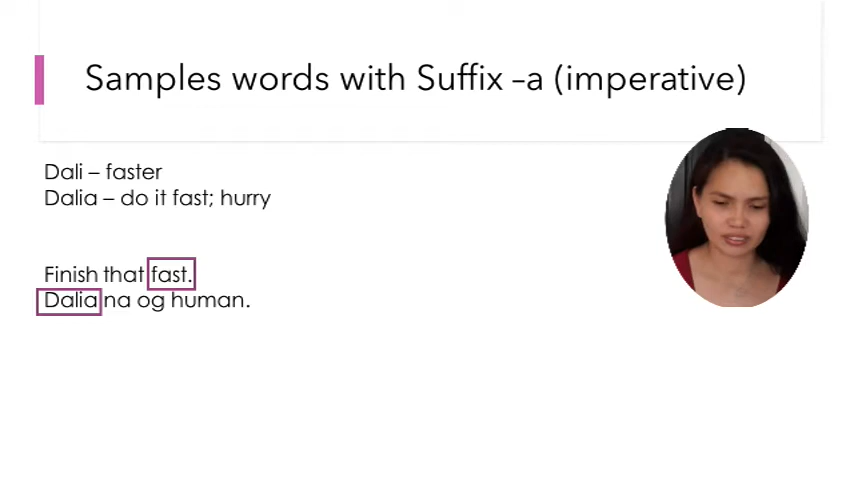 Samples words with Suffix –a (imperative)
Dali – faster
Dalia – do it fast; hurry
Finish that fast.
Dalia na og human.